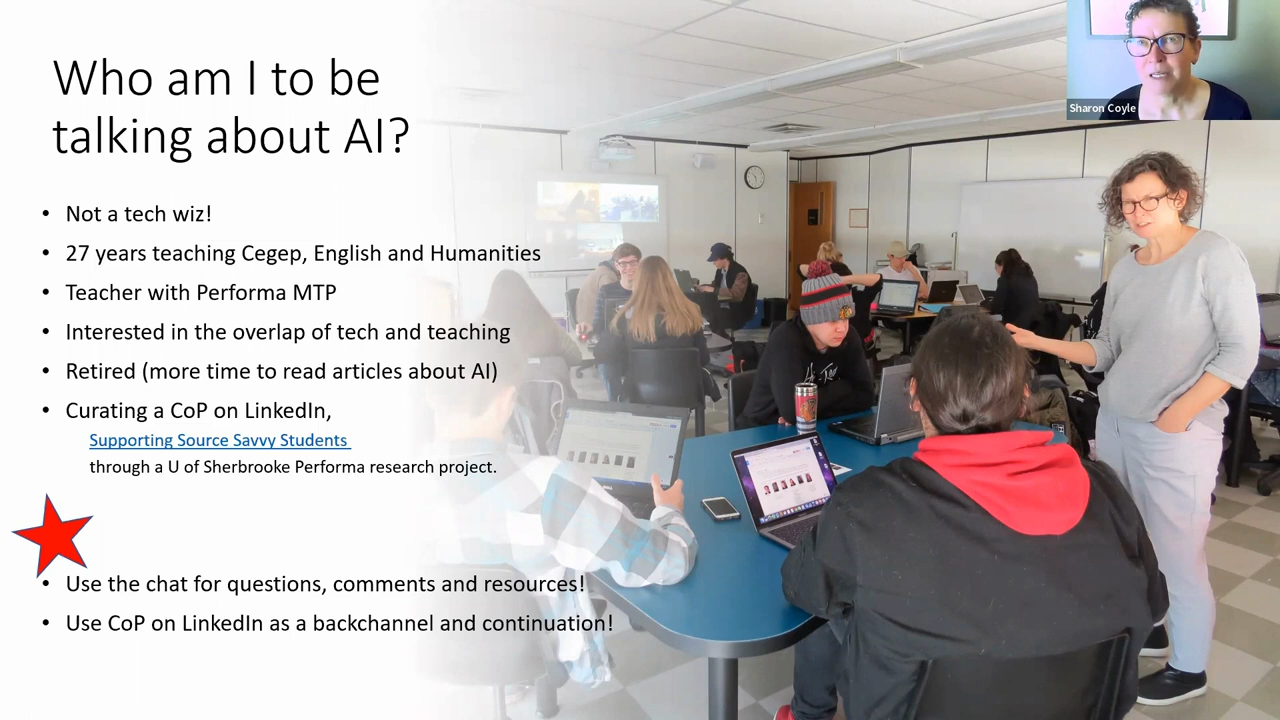 Who am I to be
talking about AI?
• Not a tech wiz!
• 27 years teaching Cegep, English and Humanities
• Teacher with Performa MTP
• Interested in the overlap of tech and teaching
• Retired (more time to read articles about AI)
• Curating a CoP on LinkedIn,
Supporting Source Savvy Students
through a U of Sherbrooke Performa research project.
• Use the chat for questions, comments and resources!
• Use CoP on LinkedIn as a backchannel and continuation!
Sharon Coyle